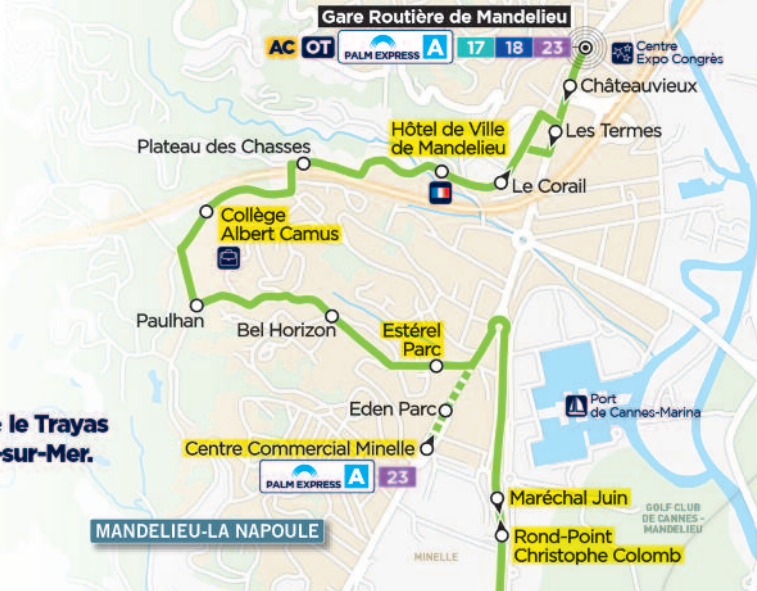 Gare Routière de Mandelieu
AC OT PALM EXPRESS A 17 18 23
Centre
Expo Congrès
Châteauvieux
Les Termes
Hôtel de Ville
de Mandelieu
Plateau des Chasses
Le Corail
Collège
Albert Camus
Paulhan
Bel Horizon
Estérel
Parc
Port
de Cannes-Marina
Eden Parc
le Trayas
-sur-Mer.
Centre Commercial Minelle
PALM EXPRESS A 23
Maréchal Juin
GOLF CLUB
DE CANNES -
MANDELIEU
MANDELIEU-LA NAPOULE
Rond-Point
Christophe Colomb
MINELLE